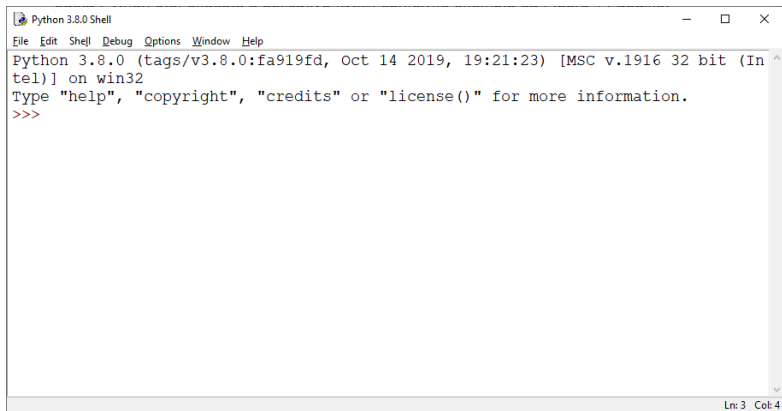 Python 3.8.0 Shell
File Edit Shell Debug Options Window Help
Python 3.8.0 (tags/v3.8.0:fa919fd, Oct 14 2019, 19:21:23) [MSC v.1916 32 bit (In
tel)] on win32
Type "help", "copyright", "credits" or "license()" for more information.
>>>
Ln: 3 Col: 4